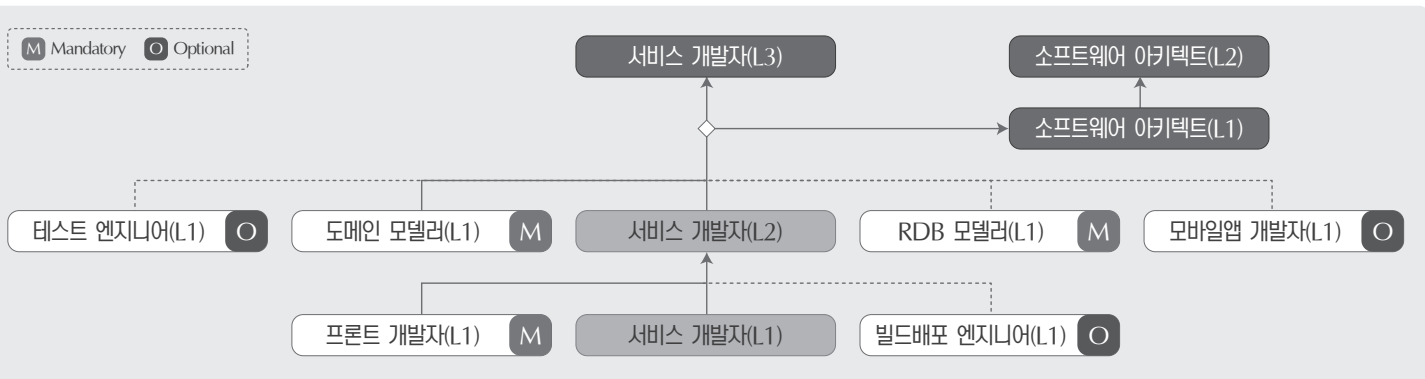 M Mandatory O Optional
서비스 개발자(L3)
소프트웨어 아키텍트(L2)
소프트웨어 아키텍트(L1)
테스트 엔지니어(L1) O
도메인 모델러(L1) M
서비스 개발자(L2)
RDB 모델러(L1) M
모바일앱 개발자(L1) O
프론트 개발자(L1) M
서비스 개발자(L1)
빌드배포 엔지니어(L1) O